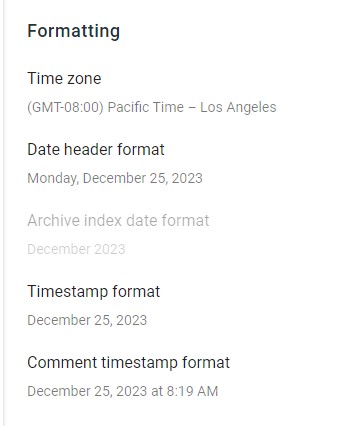 Formatting
Time zone
(GMT-08:00) Pacific Time – Los Angeles
Date header format
Monday, December 25, 2023
Archive index date format
December 2023
Timestamp format
December 25, 2023
Comment timestamp format
December 25, 2023 at 8:19 AM